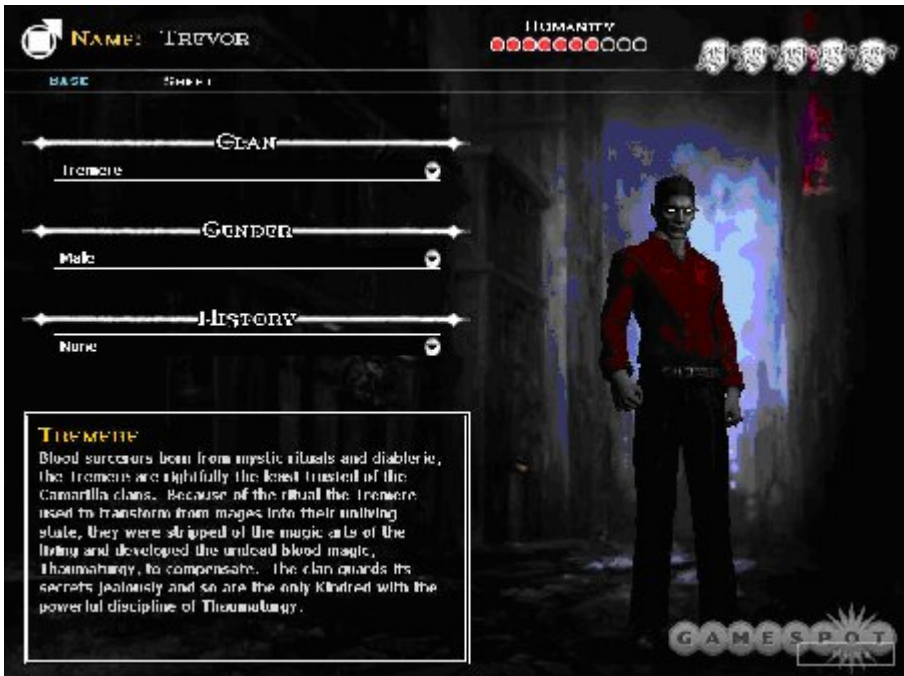 NAME: TREVOR
HUMANITY
BASE
SHEET
CLAN
Tremere
GENDER
Male
HISTORY
None
TREMERE
Blood sorcerers born from mystic rituals and diablerie,
the Tremere are rightfully the least trusted of the
Camarilla clans. Because of the ritual the Tremere
used to transform from mages into their unliving
state, they were stripped of the magic arts of the
living and developed the undead blood magic,
Thaumaturgy, to compensate. The clan guards its
secrets jealously and so are the only Kindred with the
powerful discipline of Thaumaturgy.
GAMESPOT